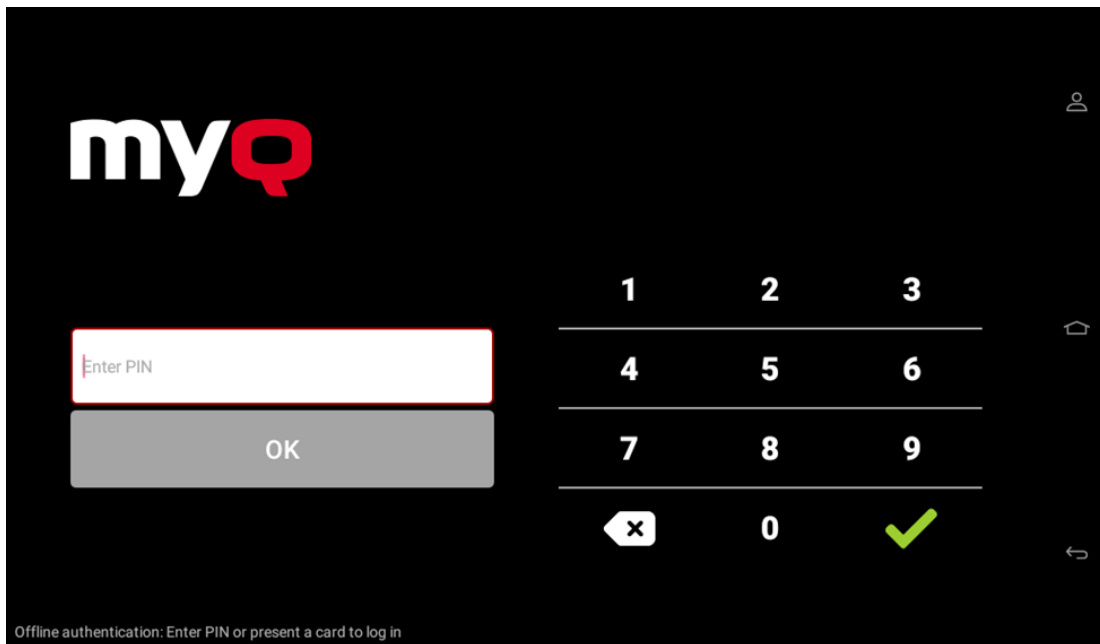 myQ
Enter PIN
OK
1 2 3
4 5 6
7 8 9
0
Offline authentication: Enter PIN or present a card to log in